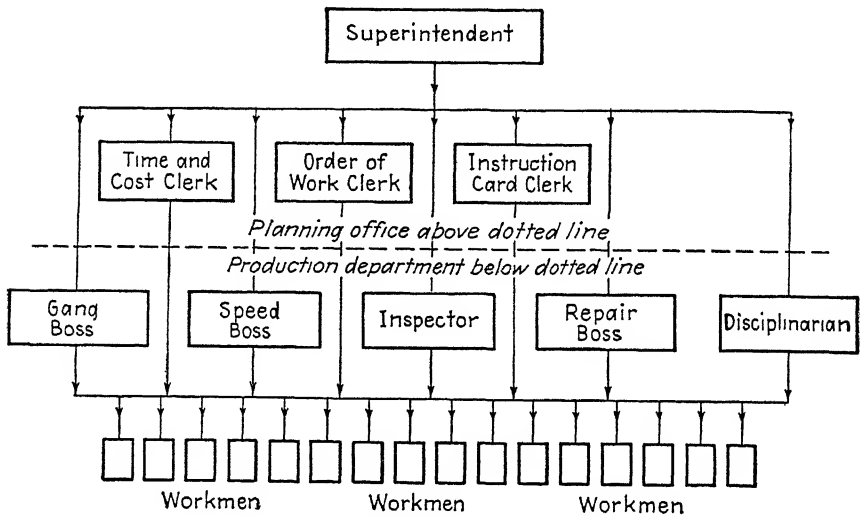 Superintendent
Time and
Cost Clerk
Order of
Work Clerk
Instruction
Card Clerk
Planning office above dotted line
Production department below dotted line
Gang
Boss
Speed
Boss
Inspector
Repair
Boss
Disciplinarian
Workmen
Workmen
Workmen